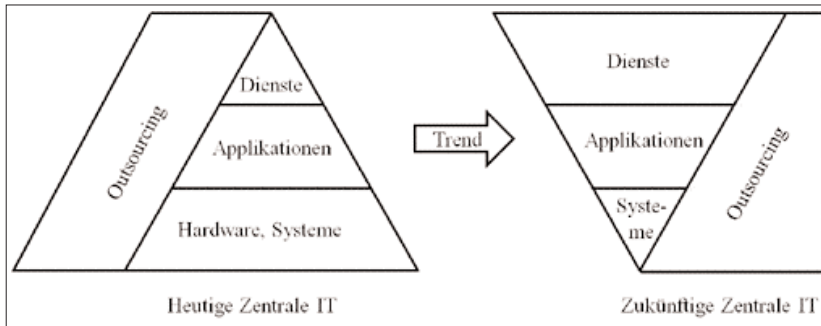 Outsourcing
Dienste
Applikationen
Hardware, Systeme
Heutige Zentrale IT
Trend
Dienste
Applikationen
Syste-
me
Outsourcing
Zukünftige Zentrale IT